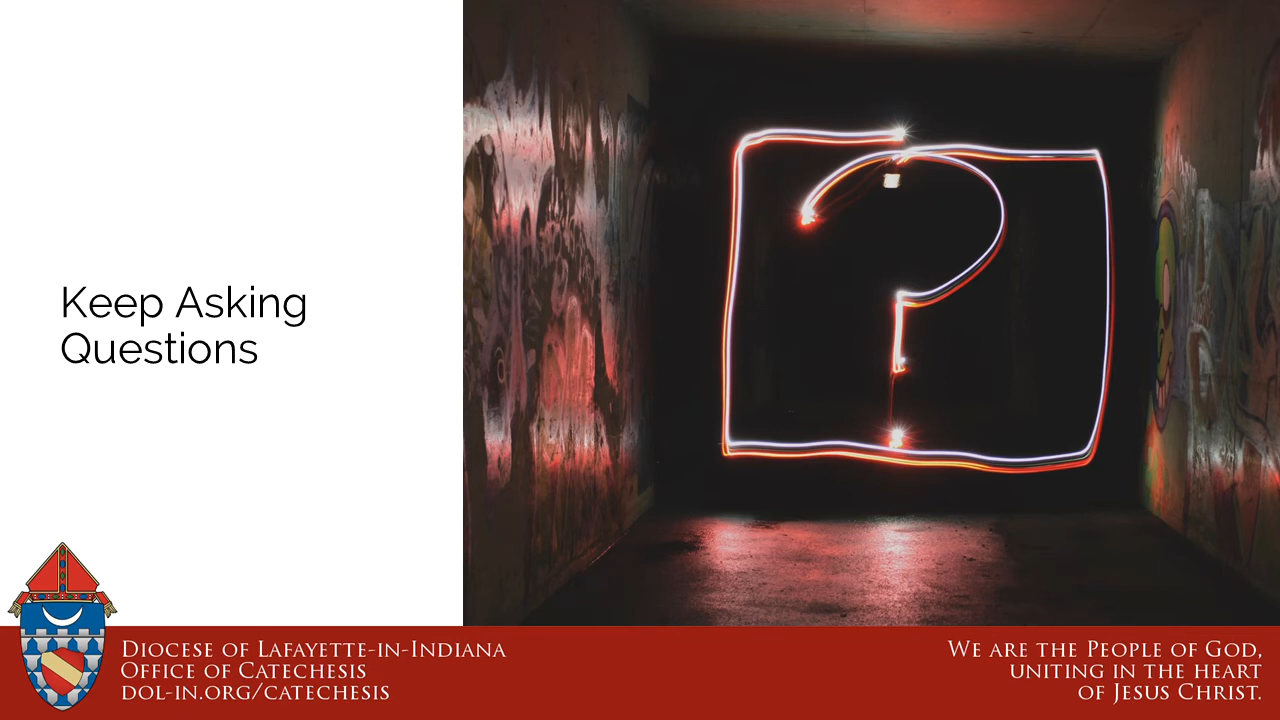 Keep Asking
Questions
?
Diocese of Lafayette-in-Indiana
Office of Catechesis
dol-in.org/catechesis
We are the People of God,
uniting in the heart
of Jesus Christ.